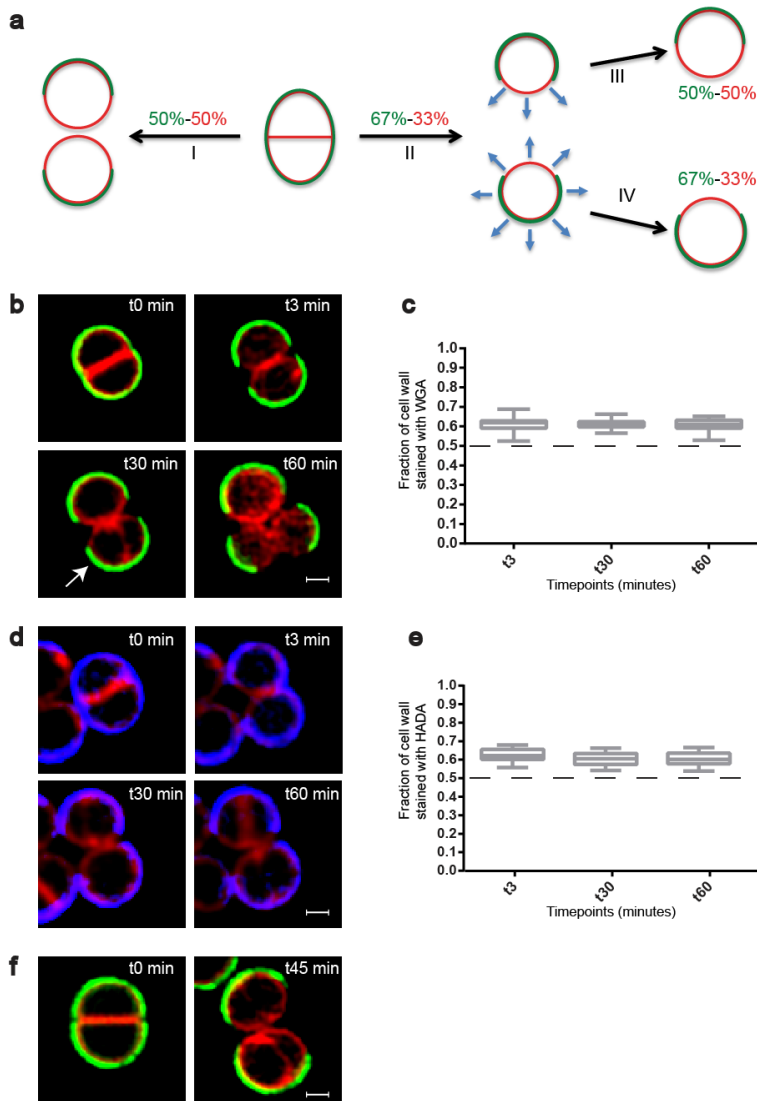 a
50%-50%
I
67%-33%
II
III
50%-50%
IV
67%-33%
b
t0 min
t3 min
t30 min
t60 min
c
Fraction of cell wall
stained with WGA
1.0
0.9
0.8
0.7
0.6
0.5
0.4
0.3
0.2
0.1
0.0
t3
t30
t60
Timepoints (minutes)
d
t0 min
t3 min
t30 min
t60 min
e
Fraction of cell wall
stained with HADA
1.0
0.9
0.8
0.7
0.6
0.5
0.4
0.3
0.2
0.1
0.0
t3
t30
t60
Timepoints (minutes)
f
t0 min
t45 min